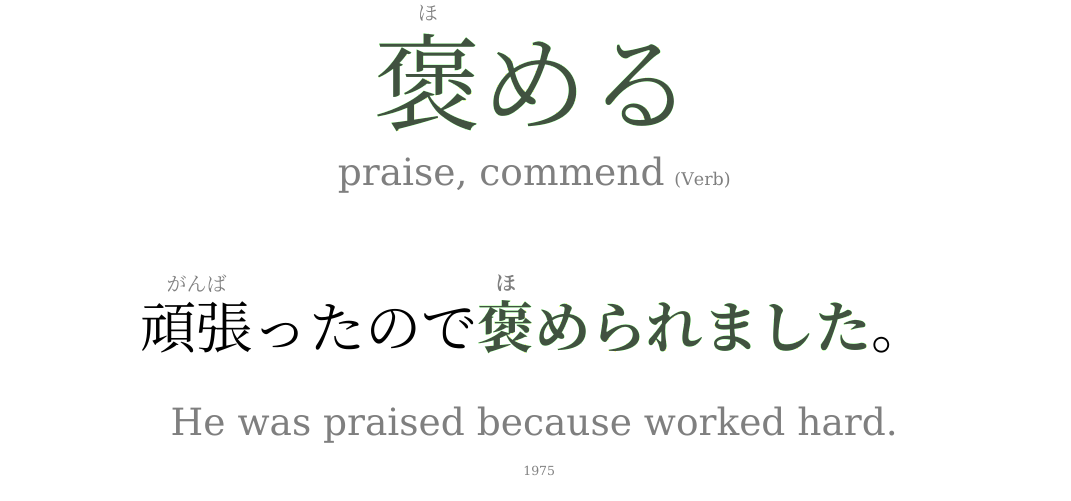 ほ
褒める
praise, commend (Verb)
がんば ほ
頑張ったので褒められました。
He was praised because worked hard.
1975